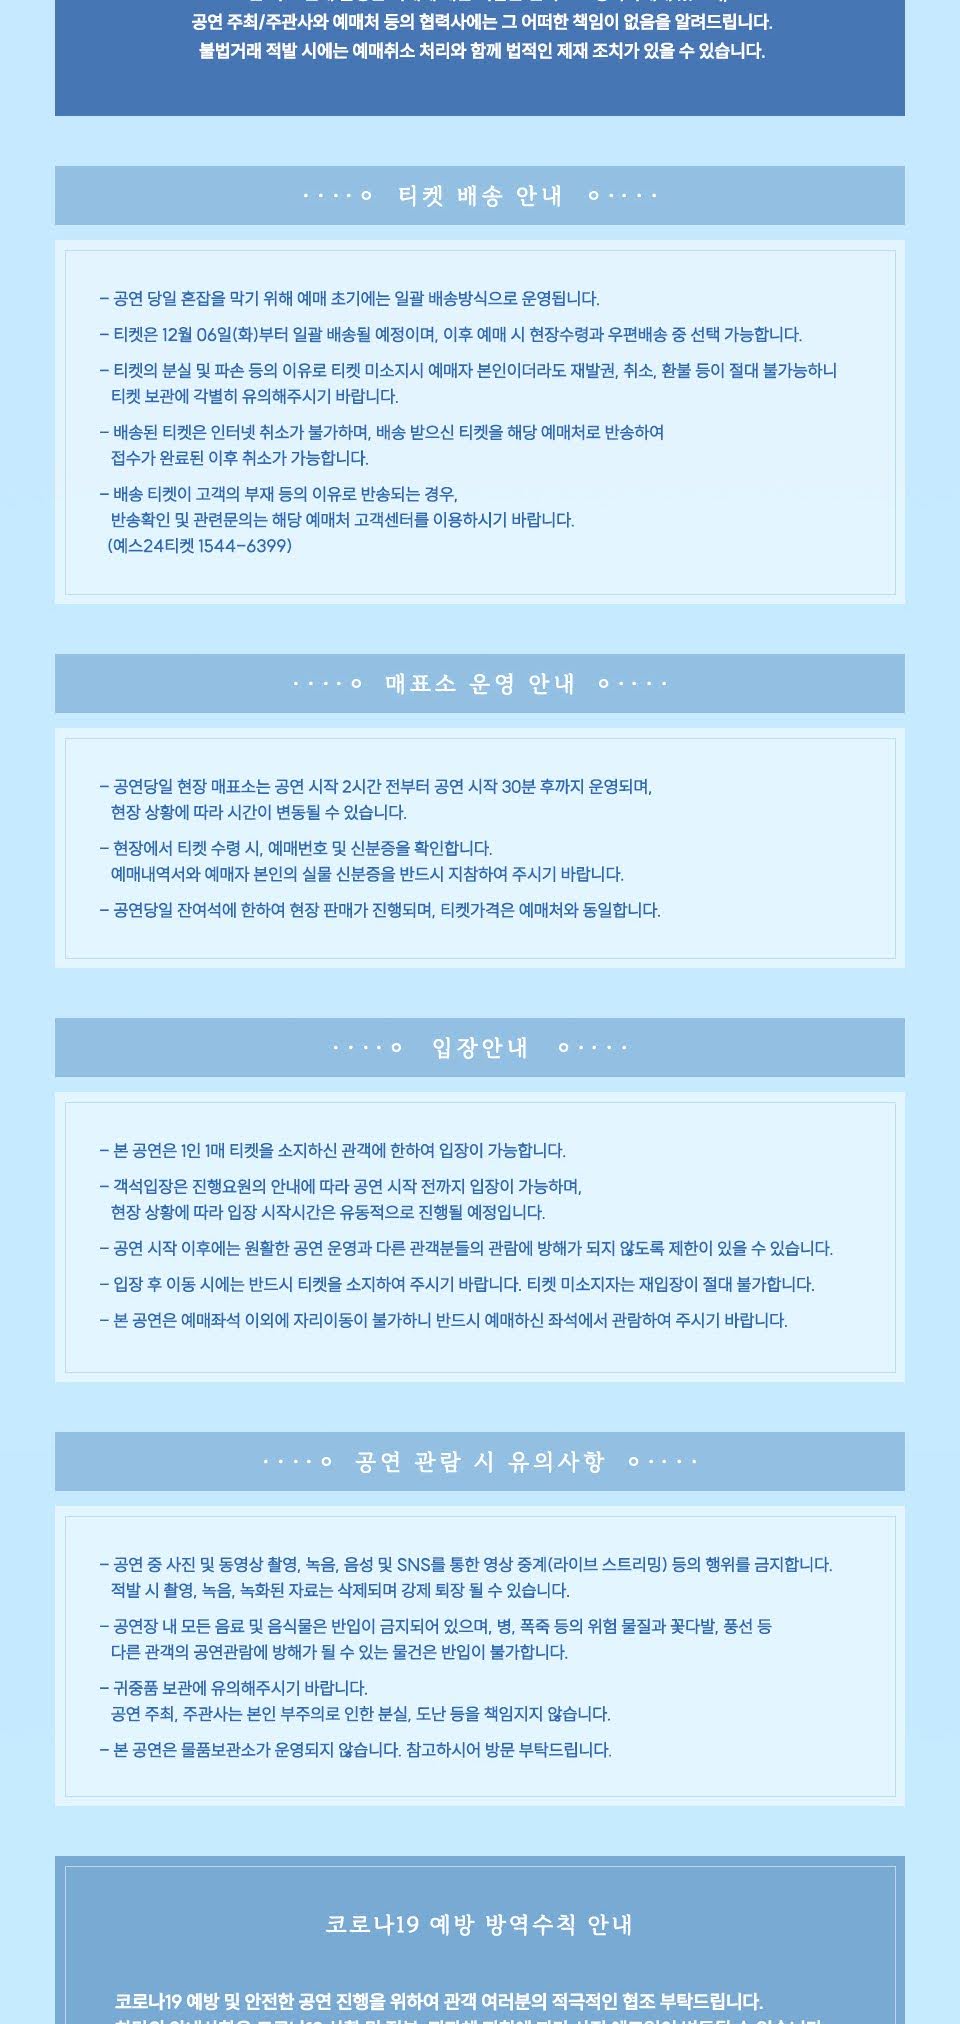 공연 주최/주관사와 예매처 등의 협력사에는 그 어떠한 책임이 없음을 알려드립니다.
불법거래 적발 시에는 예매취소 처리와 함께 법적인 제재 조치가 있을 수 있습니다.
티켓 배송 안내
- 공연 당일 혼잡을 막기 위해 예매 초기에는 일괄 배송방식으로 운영됩니다.
- 티켓은 12월 06일(화)부터 일괄 배송될 예정이며, 이후 예매 시 현장수령과 우편배송 중 선택 가능합니다.
- 티켓의 분실 및 파손 등의 이유로 티켓 미소지시 예매자 본인이더라도 재발권, 취소, 환불 등이 절대 불가능하니
티켓 보관에 각별히 유의해주시기 바랍니다.
- 배송된 티켓은 인터넷 취소가 불가하며, 배송 받으신 티켓을 해당 예매처로 반송하여
접수가 완료된 이후 취소가 가능합니다.
- 배송 티켓이 고객의 부재 등의 이유로 반송되는 경우,
반송확인 및 관련문의는 해당 예매처 고객센터를 이용하시기 바랍니다.
(예스24티켓 1544-6399)
매표소 운영 안내
- 공연당일 현장 매표소는 공연 시작 2시간 전부터 공연 시작 30분 후까지 운영되며,
현장 상황에 따라 시간이 변동될 수 있습니다.
- 현장에서 티켓 수령 시, 예매번호 및 신분증을 확인합니다.
예매내역서와 예매자 본인의 실물 신분증을 반드시 지참하여 주시기 바랍니다.
- 공연당일 잔여석에 한하여 현장 판매가 진행되며, 티켓가격은 예매처와 동일합니다.
입장안내
- 본 공연은 1인 1매 티켓을 소지하신 관객에 한하여 입장이 가능합니다.
- 객석입장은 진행요원의 안내에 따라 공연 시작 전까지 입장이 가능하며,
현장 상황에 따라 입장 시작시간은 유동적으로 진행될 예정입니다.
- 공연 시작 이후에는 원활한 공연 운영과 다른 관객분들의 관람에 방해가 되지 않도록 제한이 있을 수 있습니다.
- 입장 후 이동 시에는 반드시 티켓을 소지하여 주시기 바랍니다. 티켓 미소지자는 재입장이 절대 불가합니다.
- 본 공연은 예매좌석 이외에 자리이동이 불가하니 반드시 예매하신 좌석에서 관람하여 주시기 바랍니다.
공연 관람 시 유의사항
- 공연 중 사진 및 동영상 촬영, 녹음, 음성 및 SNS를 통한 영상 중계(라이브 스트리밍) 등의 행위를 금지합니다.
적발 시 촬영, 녹음, 녹화된 자료는 삭제되며 강제 퇴장 될 수 있습니다.
- 공연장 내 모든 음료 및 음식물은 반입이 금지되어 있으며, 병, 폭죽 등의 위험 물질과 꽃다발, 풍선 등
다른 관객의 공연관람에 방해가 될 수 있는 물건은 반입이 불가합니다.
- 귀중품 보관에 유의해주시기 바랍니다.
공연 주최, 주관사는 본인 부주의로 인한 분실, 도난 등을 책임지지 않습니다.
- 본 공연은 물품보관소가 운영되지 않습니다. 참고하시어 방문 부탁드립니다.
코로나19 예방 방역수칙 안내
코로나19 예방 및 안전한 공연 진행을 위하여 관객 여러분의 적극적인 협조 부탁드립니다.